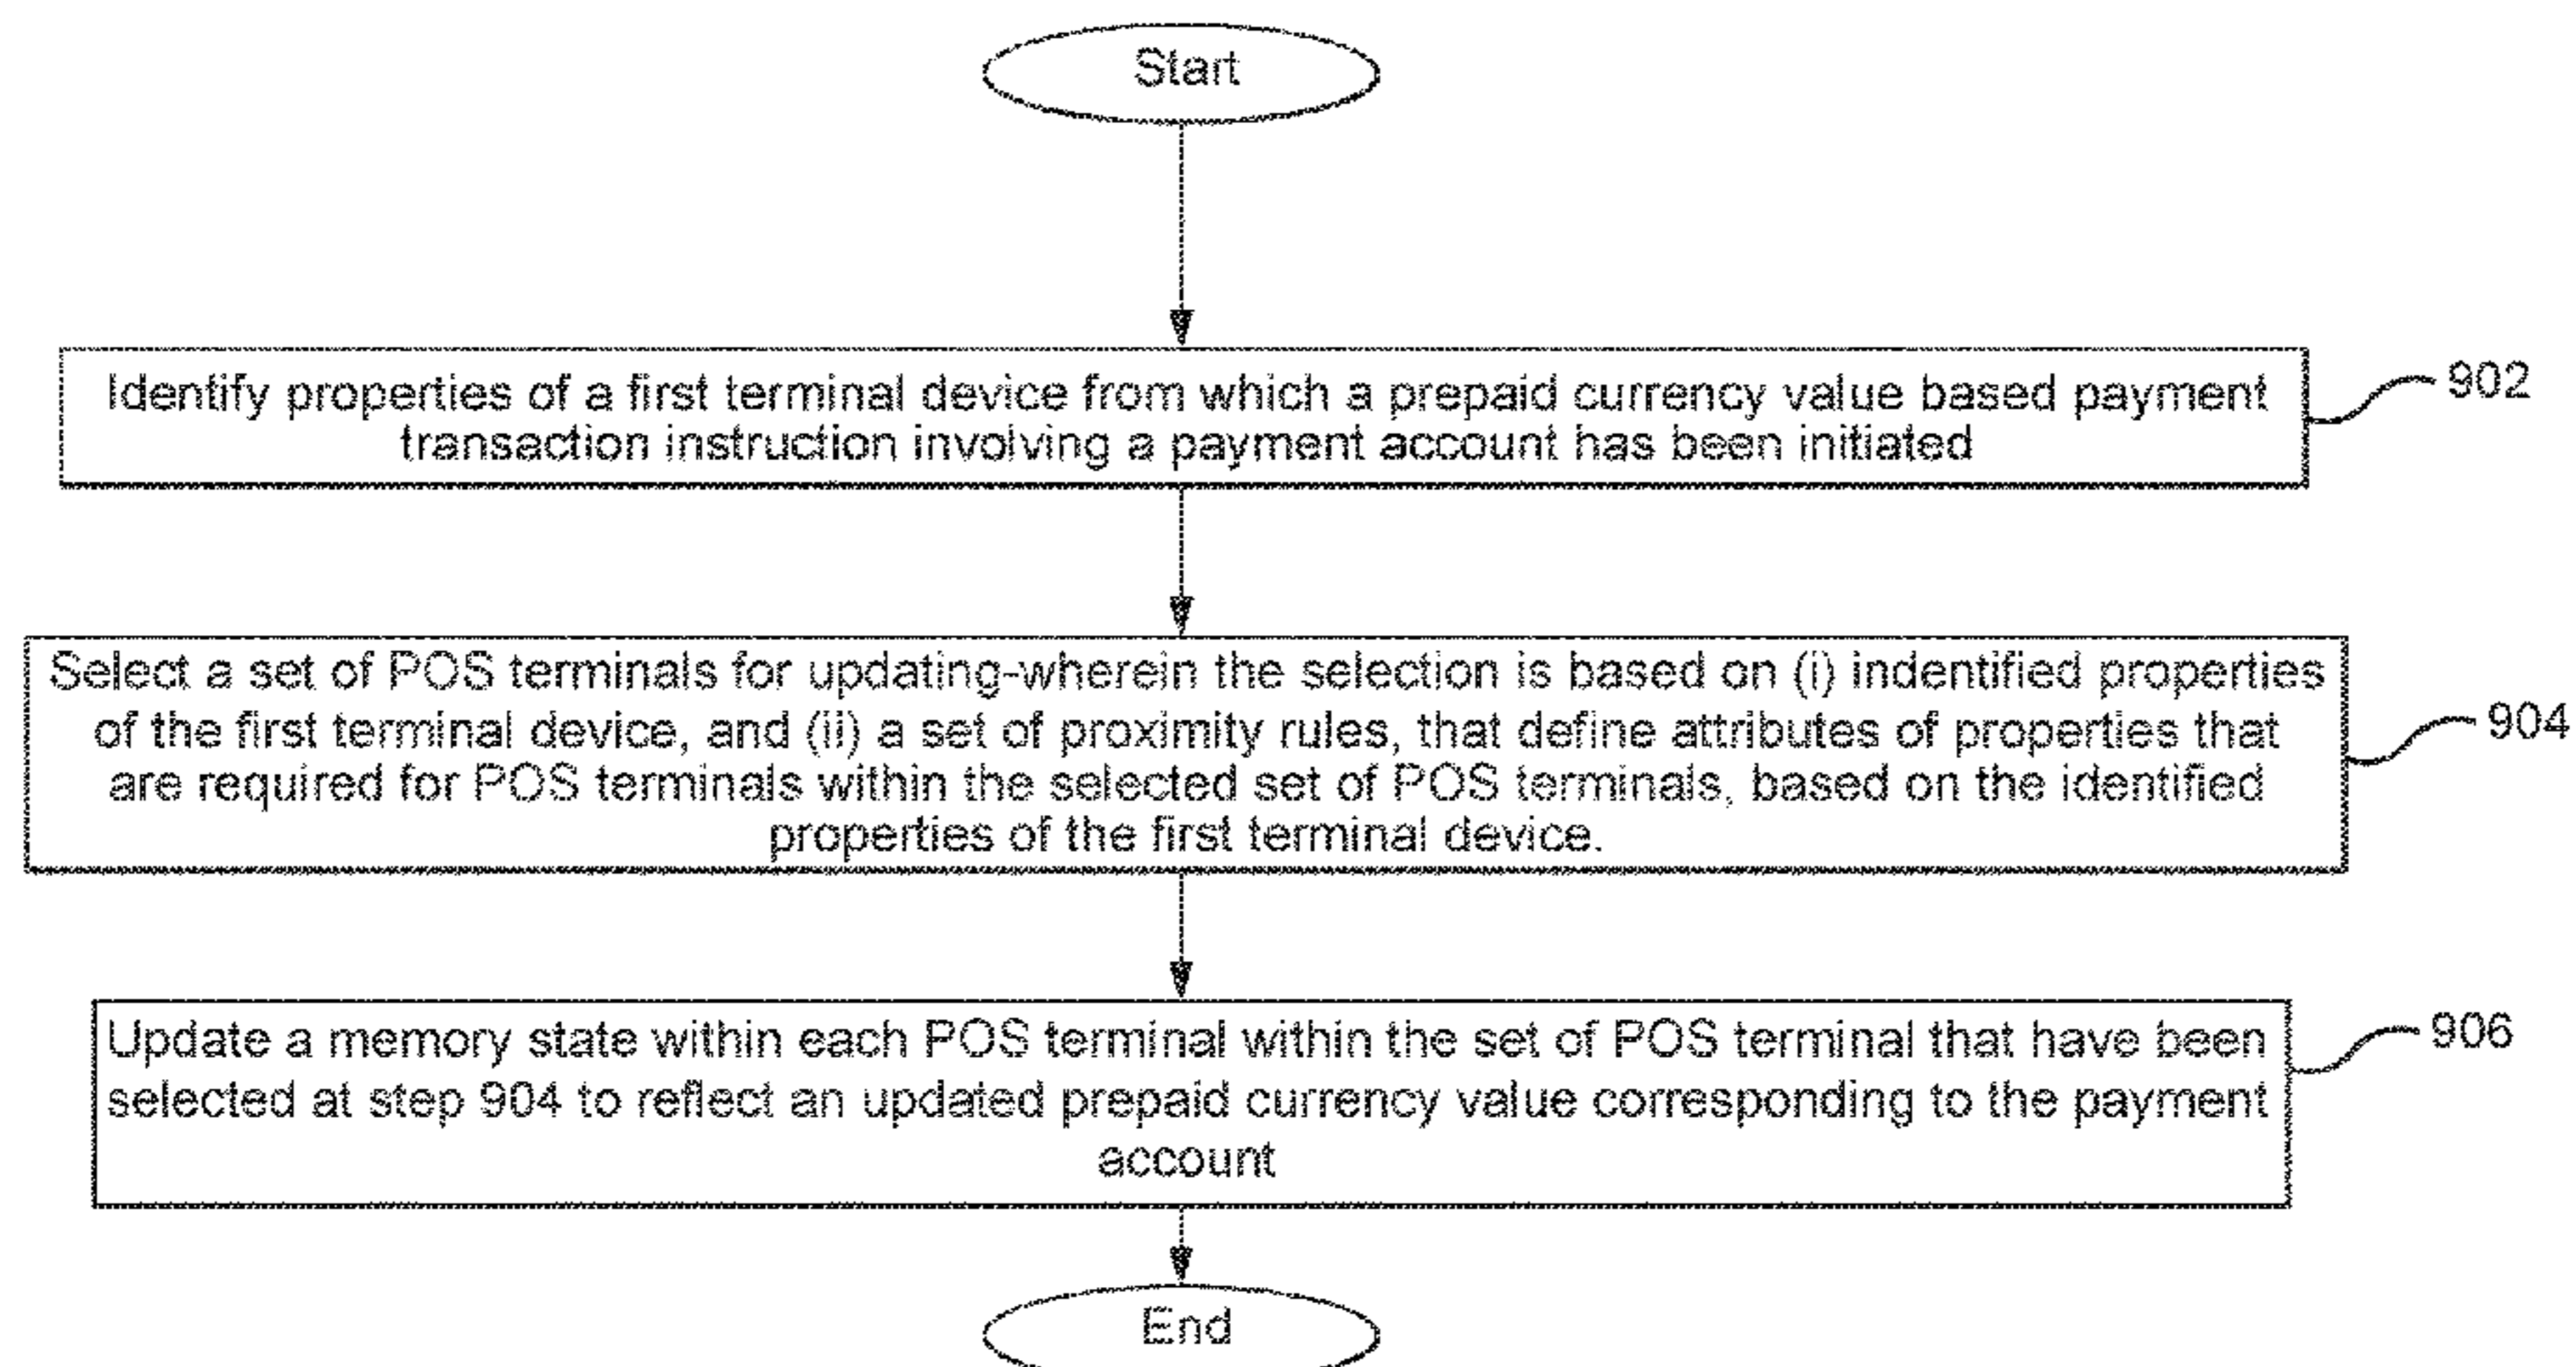 Start
Identify properties of a first terminal device from which a prepaid currency value based payment
transaction instruction involving a payment account has been initiated
902
Select a set of POS terminals for updating-wherein the selection is based on (i) indentified properties
of the first terminal device, and (ii) a set of proximity rules, that define attributes of properties that
are required for POS terminals within the selected set of POS terminals, based on the identified
properties of the first terminal device.
904
Update a memory state within each POS terminal within the set of POS terminal that have been
selected at step 904 to reflect an updated prepaid currency value corresponding to the payment
account
906
End